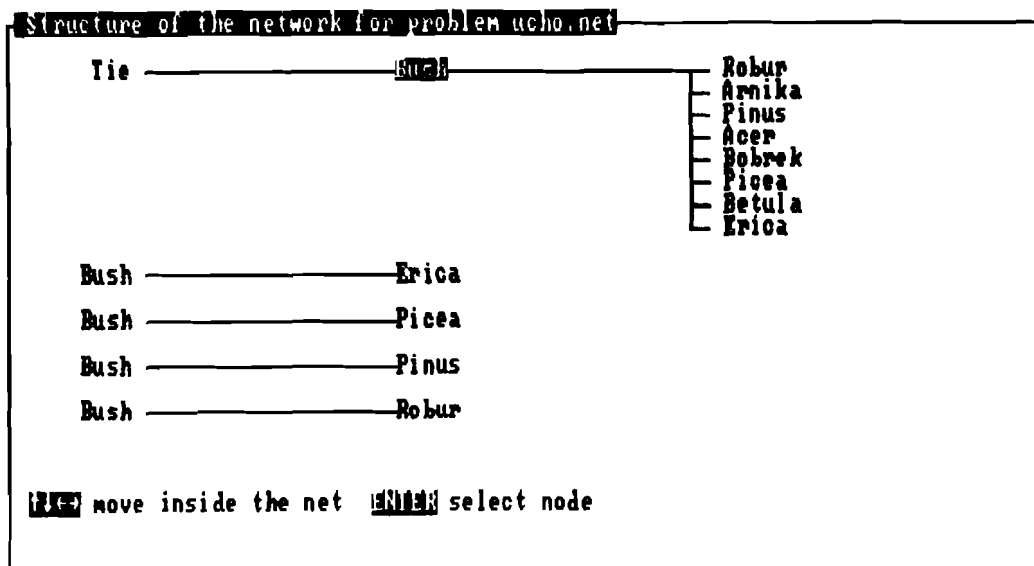 Structure of the network for problem ucho.net
Tie Bush Robur
Arnika
Pinus
Acer
Bobrek
Picea
Betula
Erica
Bush Erica
Bush Picea
Bush Pinus
Bush Robur
move inside the net ENTER select node